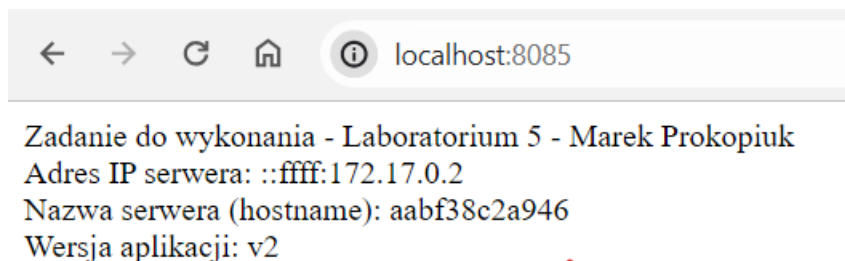 localhost:8085
Zadanie do wykonania - Laboratorium 5 - Marek Prokopiuk
Adres IP serwera: ::ffff:172.17.0.2
Nazwa serwera (hostname): aabf38c2a946
Wersja aplikacji: v2